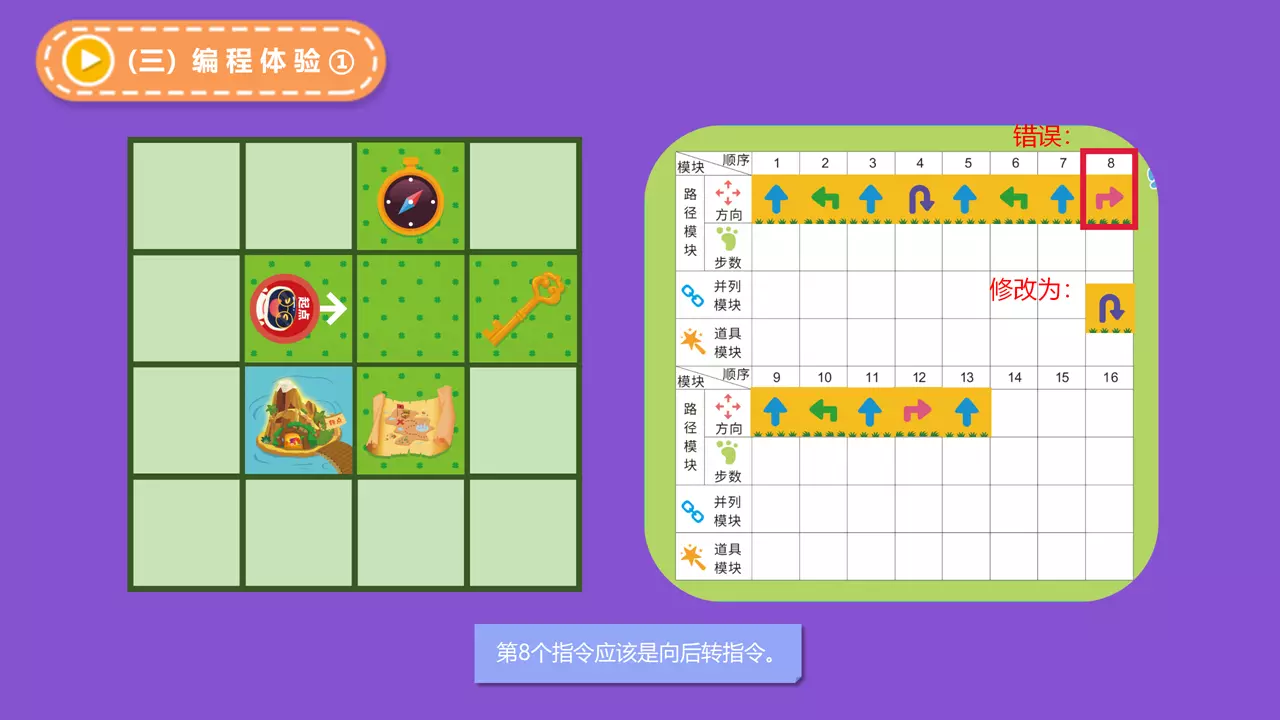 (三) 编程体验①
错误：
模块 顺序 1 2 3 4 5 6 7 8
路径模块 方向
步数
并列模块
修改为：
道具模块
模块 顺序 9 10 11 12 13 14 15 16
路径模块 方向
步数
并列模块
道具模块
起点
终点
第8个指令应该是向后转指令。